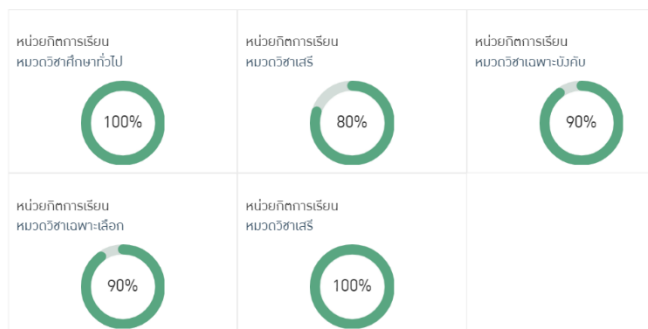 หน่วยกิตการเรียน
หมวดวิชาศึกษาทั่วไป
100%
หน่วยกิตการเรียน
หมวดวิชาเสรี
80%
หน่วยกิตการเรียน
หมวดวิชาเฉพาะบังคับ
90%
หน่วยกิตการเรียน
หมวดวิชาเฉพาะเลือก
90%
หน่วยกิตการเรียน
หมวดวิชาเสรี
100%